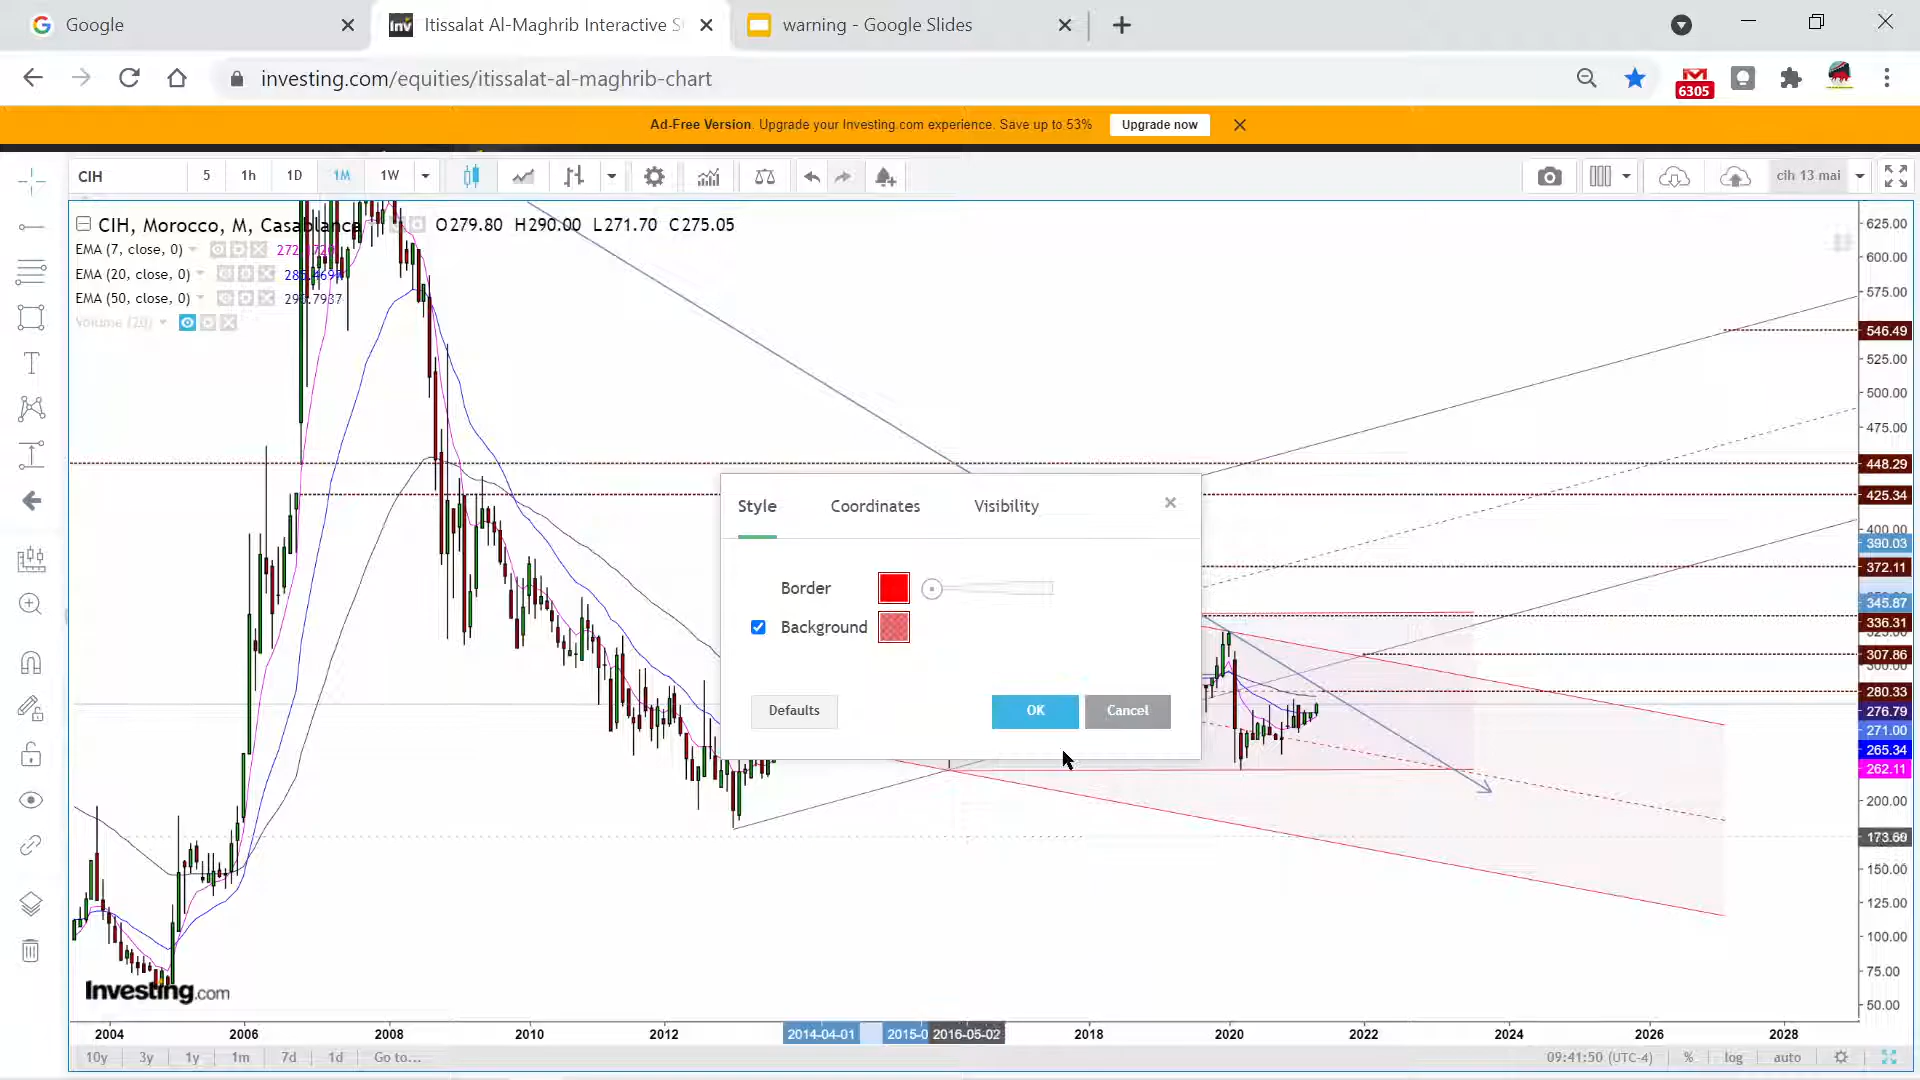 Google
Itissalat Al-Maghrib Interactive S
warning - Google Slides
investing.com/equities/itissalat-al-maghrib-chart
6305
Ad-Free Version. Upgrade your Investing.com experience. Save up to 53%
Upgrade now
CIH
5
1h
1D
1M
1W
cih 13 mai
CIH, Morocco, M, Casablanca
O279.80 H290.00 L271.70 C275.05
EMA (7, close, 0)
EMA (20, close, 0)
EMA (50, close, 0)
Volume (20)
625.00
600.00
575.00
546.49
525.00
500.00
475.00
448.29
425.34
400.00
390.03
372.11
345.87
336.31
307.86
300.00
280.33
276.79
271.00
265.34
262.11
200.00
173.60
150.00
125.00
100.00
75.00
50.00
Style
Coordinates
Visibility
Border
Background
Defaults
OK
Cancel
Investing.com
2004
2006
2008
2010
2012
2014-04-01
2015-0
2016-05-02
2018
2020
2022
2024
2026
2028
10y
3y
1y
1m
7d
1d
Go to...
09:41:50 (UTC-4)
%
log
auto